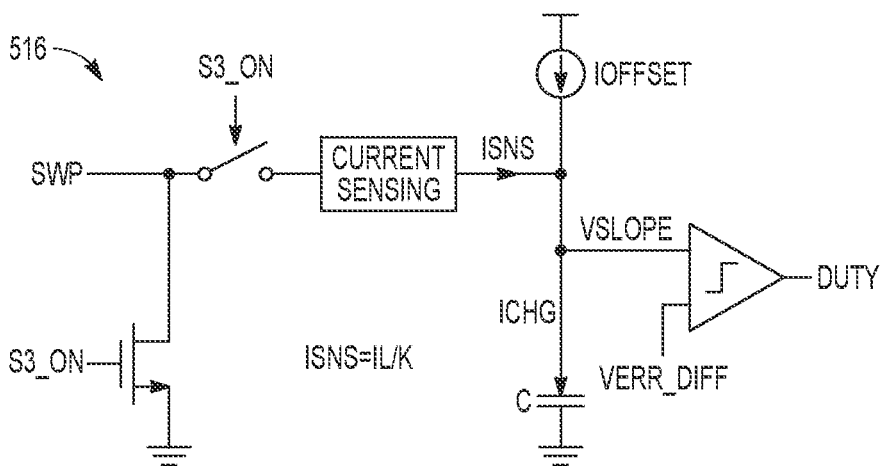 516
S3_ON
IOFFSET
SWP
CURRENT
SENSING
ISNS
VSLOPE
DUTY
ICHG
S3_ON
ISNS=IL/K
VERR_DIFF
C